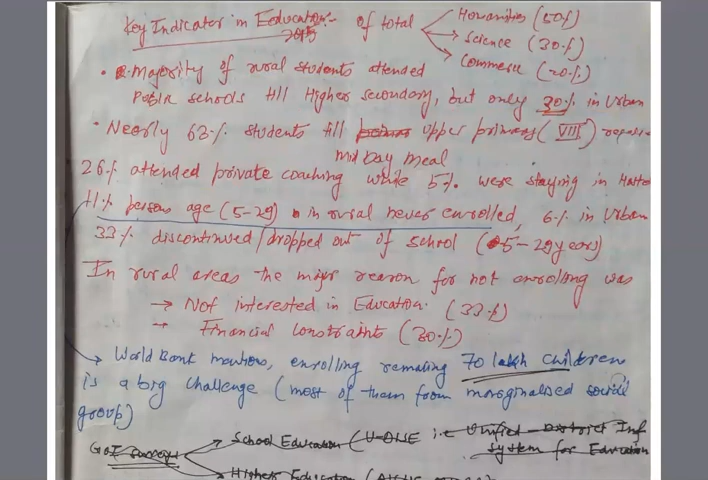 Key Indicator in Education:- of total → Humanities (50%)
2015 → Science (30%)
→ Commerce (20%)
• Majority of rural students attended
Public schools till Higher secondary, but only 30% in Urban
• Nearly 63% students till upper primary (VIII)
Mid Day Meal
26% attended private coaching while 5% were staying in
11% persons age (5-29) in rural never enrolled, 6% in Urban
33% discontinued/dropped out of school (5-29 years)
In rural areas the major reason for not enrolling was
→ Not interested in Education. (33%)
→ Financial Constraints (30%)
→ World Bank mentions, enrolling remaining 70 lakh children
is a big challenge (most of them from marginalised social
group)
GoI Surveys → School Education (U-DISE i.e Unified District Inf
System for Education
→ Higher Education